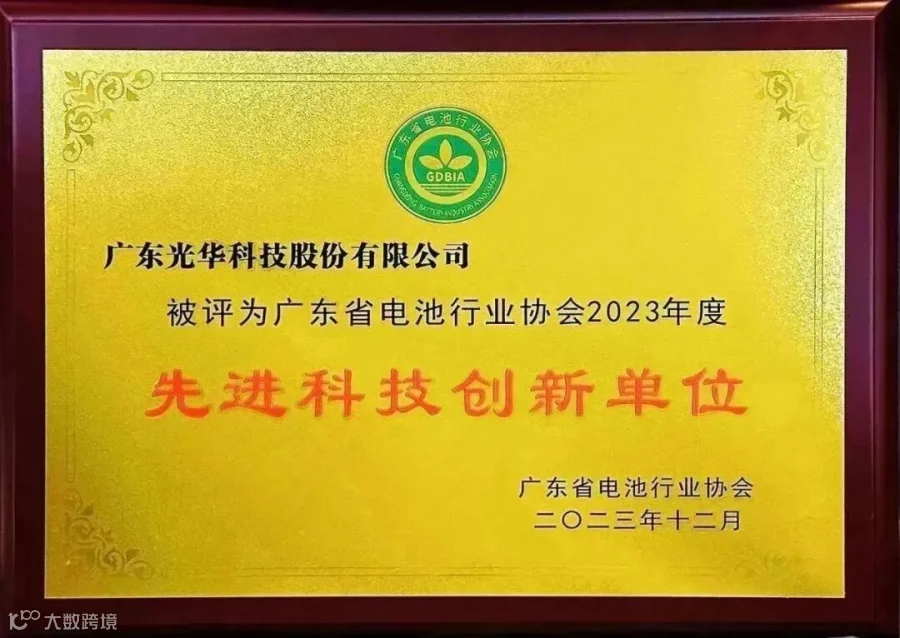 广东省电池行业协会
GDBIA
GUANGDONG BATTERY INDUSTRY ASSOCIATION
广东光华科技股份有限公司
被评为广东省电池行业协会2023年度
先进科技创新单位
广东省电池行业协会
二〇二三年十二月
大数跨境